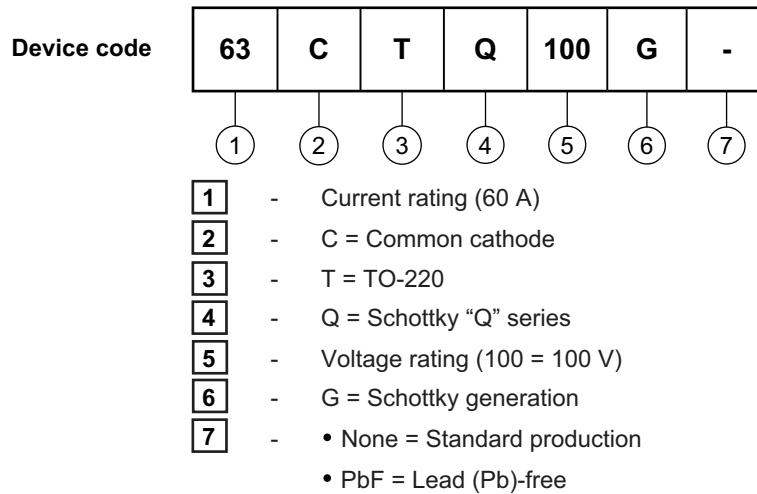 Device code 63 C T Q 100 G -
1 2 3 4 5 6 7
1 - Current rating (60 A)
2 - C = Common cathode
3 - T = TO-220
4 - Q = Schottky “Q” series
5 - Voltage rating (100 = 100 V)
6 - G = Schottky generation
7 - • None = Standard production
• PbF = Lead (Pb)-free